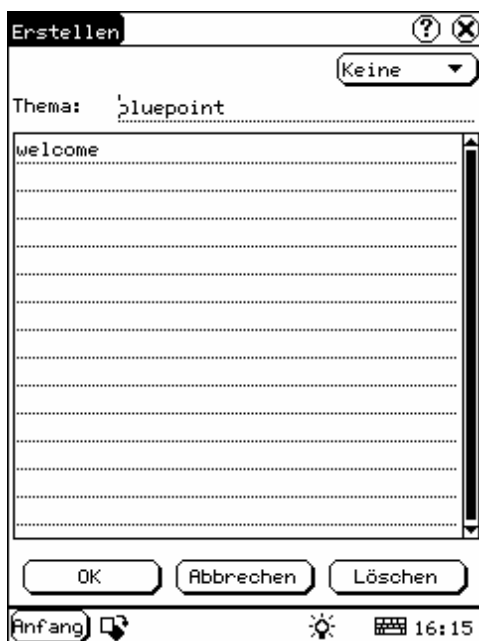 Erstellen ?
Keine
Thema: bluepoint
welcome
OK Abbrechen Löschen
Anfang 16:15